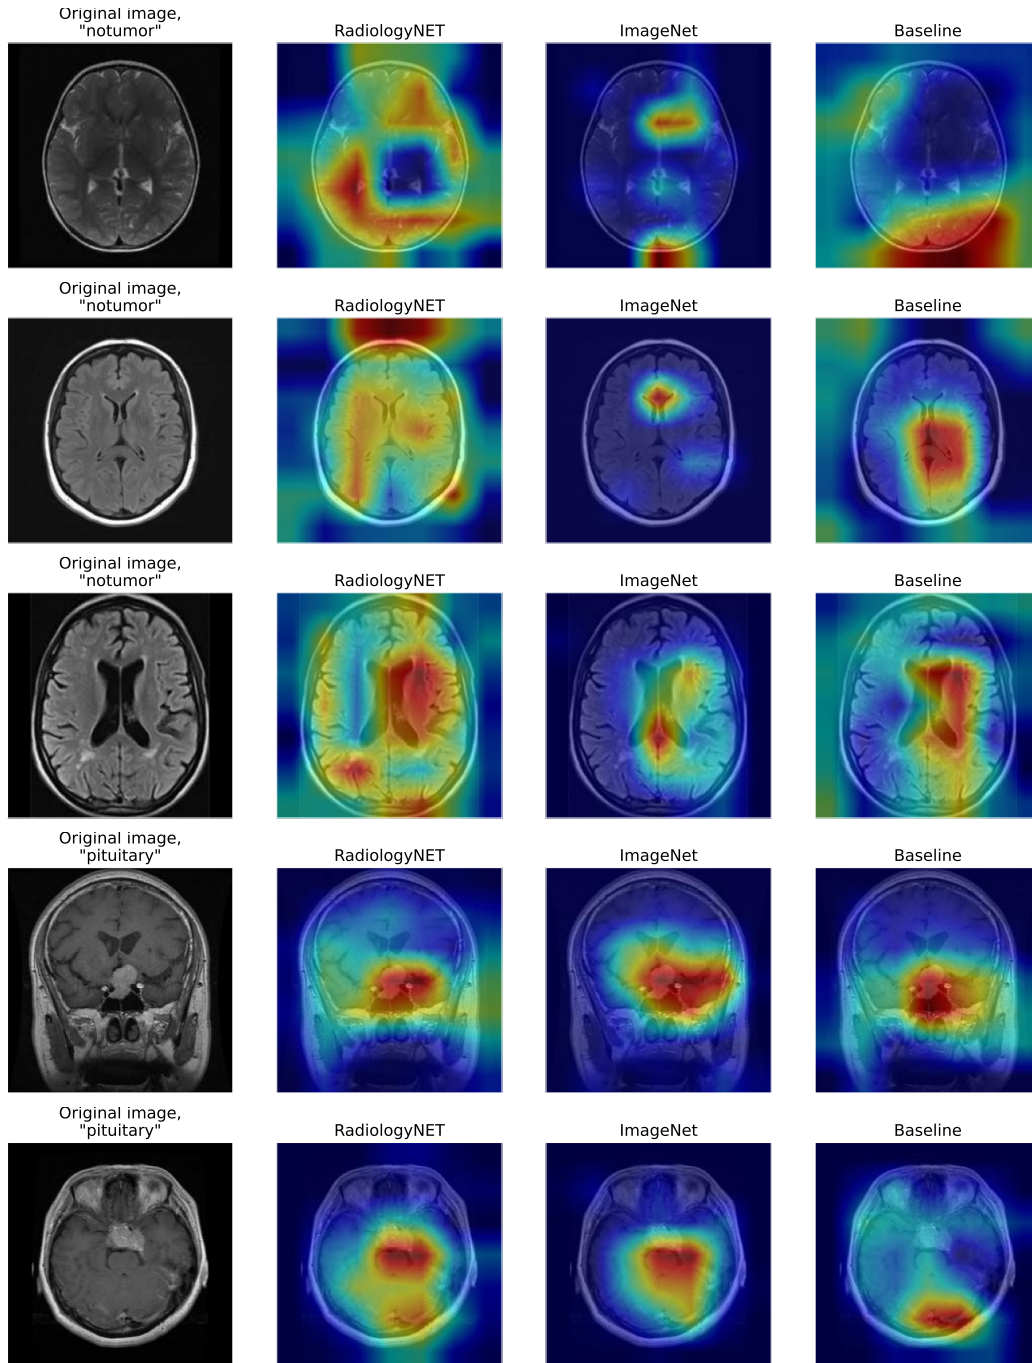 Original image,
"notumor"
RadiologyNET
ImageNet
Baseline
Original image,
"notumor"
RadiologyNET
ImageNet
Baseline
Original image,
"notumor"
RadiologyNET
ImageNet
Baseline
Original image,
"pituitary"
RadiologyNET
ImageNet
Baseline
Original image,
"pituitary"
RadiologyNET
ImageNet
Baseline